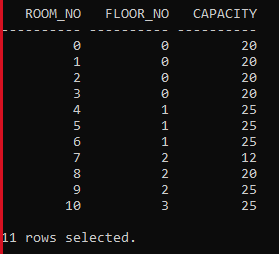 ROOM_NO FLOOR_NO CAPACITY
---------- ---------- ----------
0 0 20
1 0 20
2 0 20
3 0 20
4 1 25
5 1 25
6 1 25
7 2 12
8 2 20
9 2 25
10 3 25
11 rows selected.